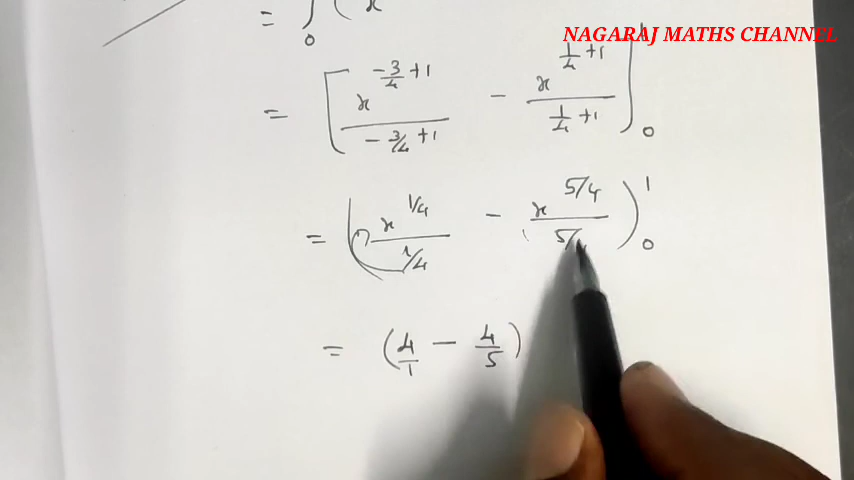 NAGARAJ MATHS CHANNEL
= ∫₀ ( x
= [ x^(-3/4 +1) / (-3/4 +1) - x^(1/4 +1) / (1/4 +1) ]₀¹
= ( x^(1/4) / (1/4) - x^(5/4) / (5/4) )₀¹
= ( 4/1 - 4/5 )